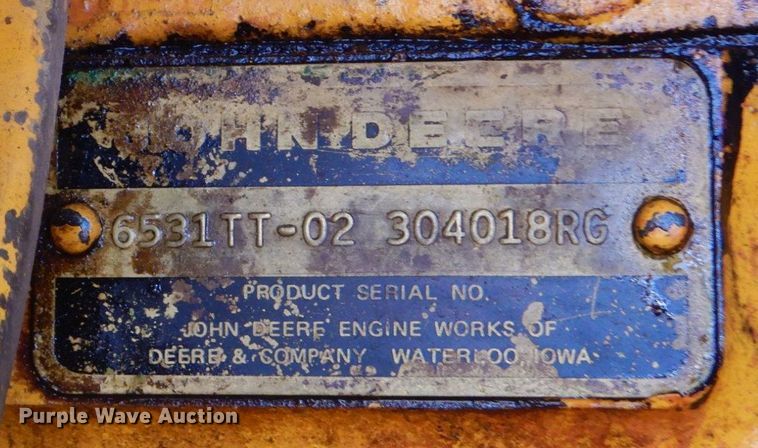 JOHN DEERE
6531TT-02 304018RG
PRODUCT SERIAL NO.
JOHN DEERE ENGINE WORKS OF
DEERE & COMPANY WATERLOO, IOWA
Purple Wave Auction